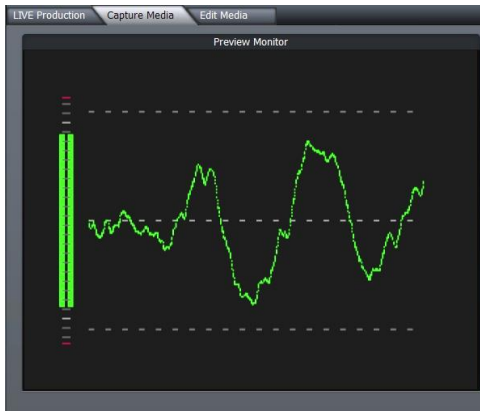 LIVE Production
Capture Media
Edit Media
Preview Monitor